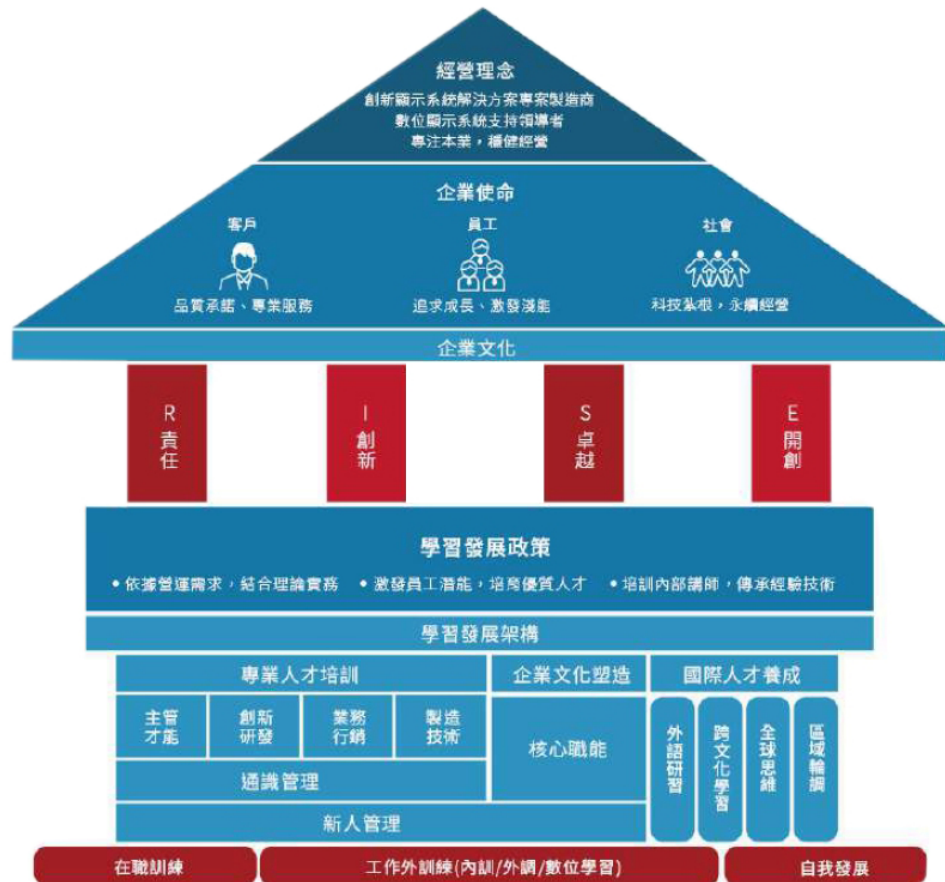 經營理念
創新顯示系統解決方案專案製造商
數位顯示系統支持領導者
專注本業，穩健經營
企業使命
客戶
品質承諾、專業服務
員工
追求成長、激發淺能
社會
科技紮根，永續經營
企業文化
R 責任
I 創新
S 卓越
E 開創
學習發展政策
• 依據營運需求，結合理論實務 • 激發員工潛能，培育優質人才 • 培訓內部講師，傳承經驗技術
學習發展架構
專業人才培訓
企業文化塑造
國際人才養成
主管才能
創新研發
業務行銷
製造技術
核心職能
外語研習
跨文化學習
全球思維
區域輪調
通識管理
新人管理
在職訓練
工作外訓練(內訓/外調/數位學習)
自我發展